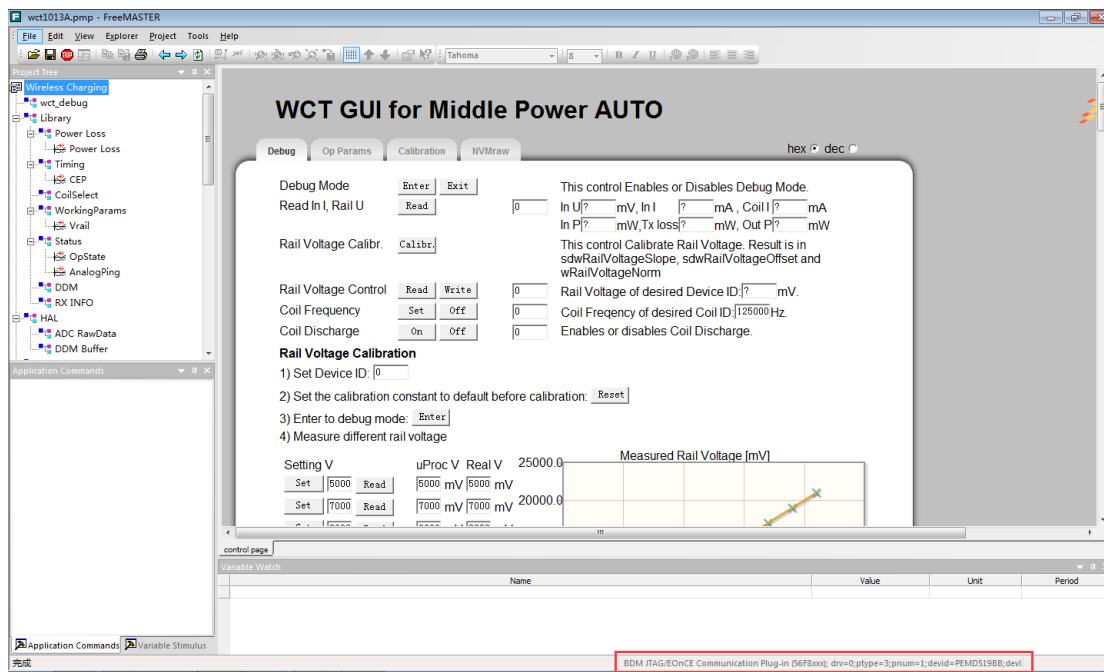 wct1013A.pmp - FreeMASTER
File Edit View Explorer Project Tools Help
Tahoma 8 B I U
Project Tree
Wireless Charging
wct_debug
Library
Power Loss
Power Loss
Timing
CEP
CoilSelect
WorkingParams
Vrail
Status
OpState
AnalogPing
DDM
RX INFO
HAL
ADC RawData
DDM Buffer
Application Commands
WCT GUI for Middle Power AUTO
Debug Op Params Calibration NVMraw hex dec
Debug Mode Enter Exit This control Enables or Disables Debug Mode.
Read In I, Rail U Read 0 In U ? mV, In I ? mA , Coil I ? mA
In P ? mW,Tx loss ? mW, Out P ? mW
Rail Voltage Calibr. Calibr. This control Calibrate Rail Voltage. Result is in
sdwRailVoltageSlope, sdwRailVoltageOffset and
wRailVoltageNorm
Rail Voltage Control Read Write 0 Rail Voltage of desired Device ID: ? mV.
Coil Frequency Set Off 0 Coil Freqency of desired Coil ID: 125000 Hz.
Coil Discharge On Off 0 Enables or disables Coil Discharge.
Rail Voltage Calibration
1) Set Device ID: 0
2) Set the calibration constant to default before calibration: Reset
3) Enter to debug mode: Enter
4) Measure different rail voltage
Setting V uProc V Real V
Set 5000 Read 5000 mV 5000 mV
Set 7000 Read 7000 mV 7000 mV
Measured Rail Voltage [mV]
25000.0
20000.0
control page
Variable Watch
Name Value Unit Period
Application Commands Variable Stimulus
完成
BDM JTAG/EOnCE Communication Plug-in (56F8xxx); drv=0;ptype=3;pnum=1;devid=PEMD519BB;devl